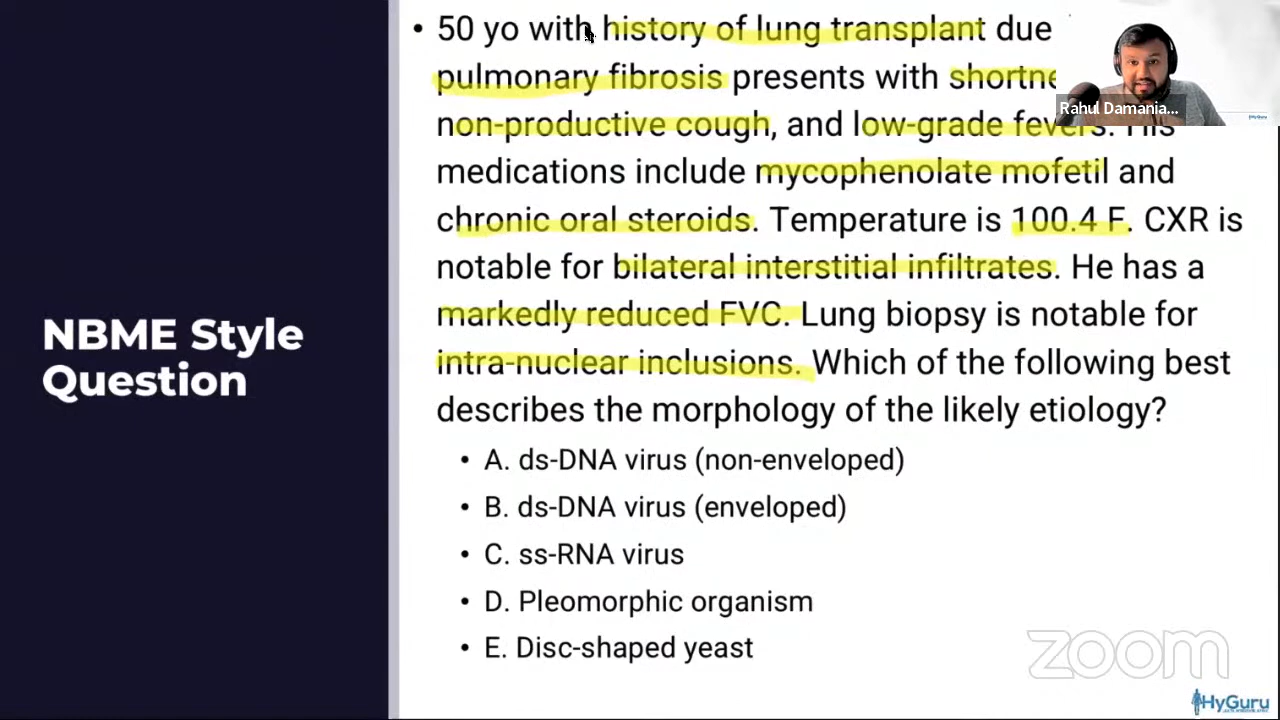 • 50 yo with history of lung transplant due
pulmonary fibrosis presents with
Rahul Damania...
non-productive cough, and low-grade fevers. His
medications include mycophenolate mofetil and
chronic oral steroids. Temperature is 100.4 F. CXR is
notable for bilateral interstitial infiltrates. He has a
markedly reduced FVC. Lung biopsy is notable for
intra-nuclear inclusions. Which of the following best
describes the morphology of the likely etiology?
NBME Style
Question
• A. ds-DNA virus (non-enveloped)
• B. ds-DNA virus (enveloped)
• C. ss-RNA virus
• D. Pleomorphic organism
• E. Disc-shaped yeast
zoom
HyGuru